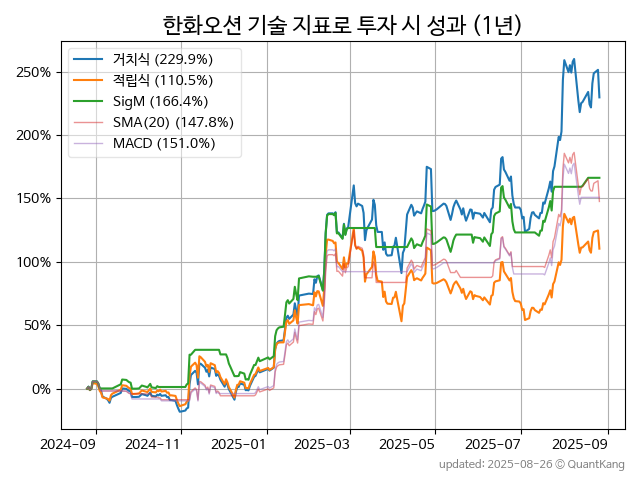 한화오션 기술 지표로 투자 시 성과 (1년)
거치식 (229.9%)
적립식 (110.5%)
SigM (166.4%)
SMA(20) (147.8%)
MACD (151.0%)
250%
200%
150%
100%
50%
0%
2024-09 2024-11 2025-01 2025-03 2025-05 2025-07 2025-09
updated: 2025-08-26 © QuantKang